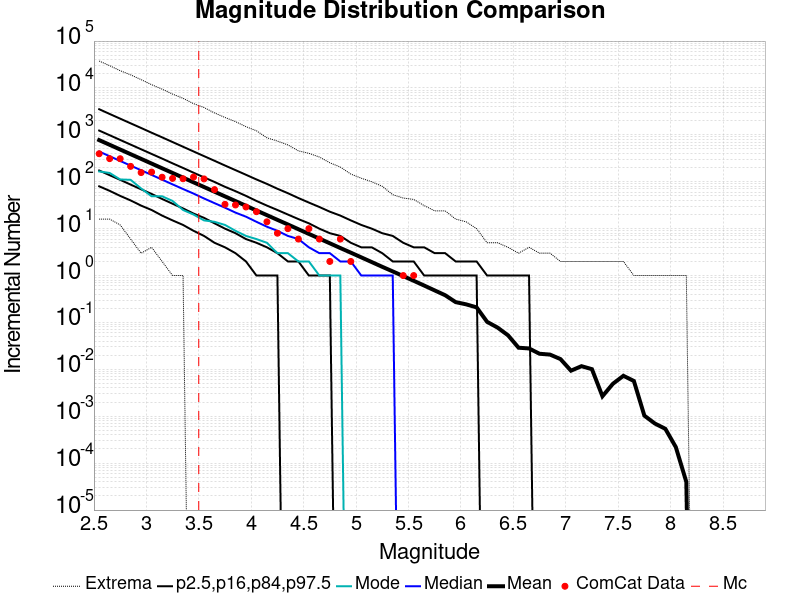 Magnitude Distribution Comparison
10^5
10^4
10^3
10^2
10^1
10^0
10^-1
10^-2
10^-3
10^-4
10^-5
Incremental Number
2.5 3 3.5 4 4.5 5 5.5 6 6.5 7 7.5 8 8.5
Magnitude
Extrema p2.5,p16,p84,p97.5 Mode Median Mean ComCat Data Mc